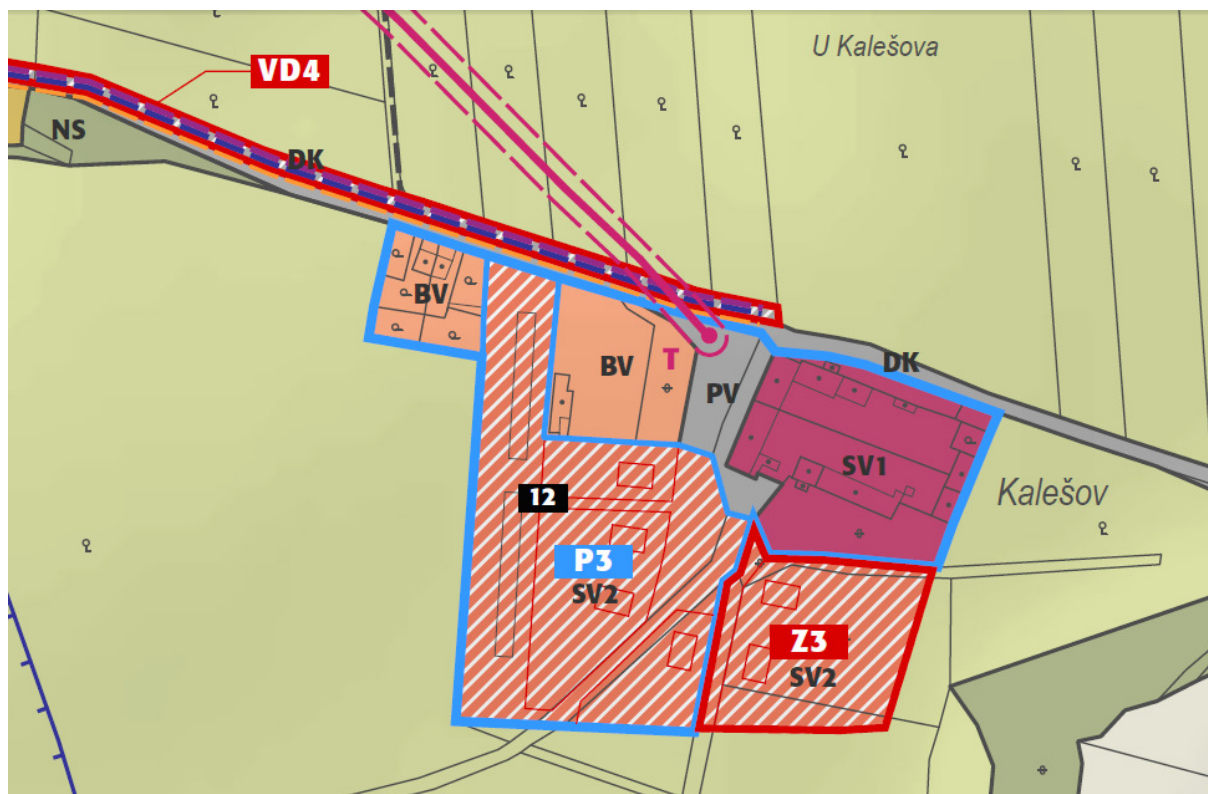 U Kalešova
VD4
NS
DK
BV
BV
T
PV
DK
SV1
Kalešov
12
P3
SV2
Z3
SV2